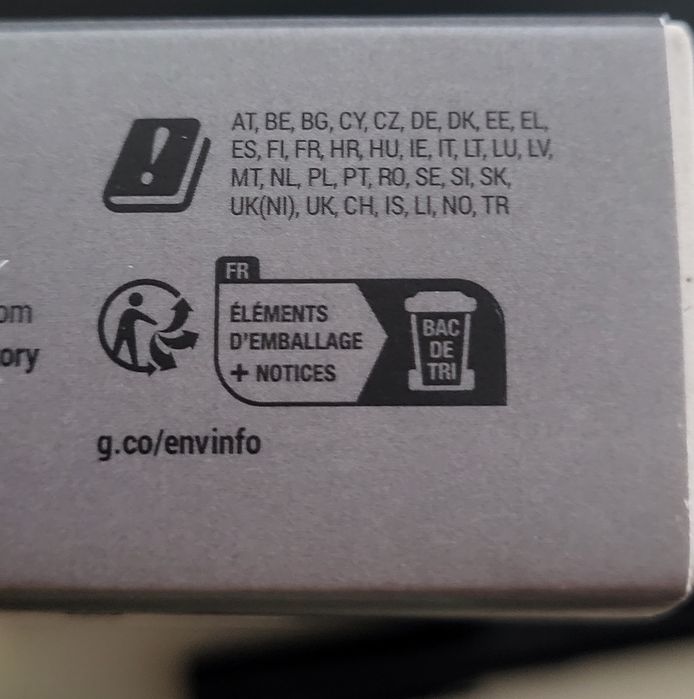 AT, BE, BG, CY, CZ, DE, DK, EE, EL,
ES, FI, FR, HR, HU, IE, IT, LT, LU, LV,
MT, NL, PL, PT, RO, SE, SI, SK,
UK(NI), UK, CH, IS, LI, NO, TR
FR
ÉLÉMENTS
D'EMBALLAGE
+ NOTICES
BAC
DE
TRI
om
ory
g.co/envinfo